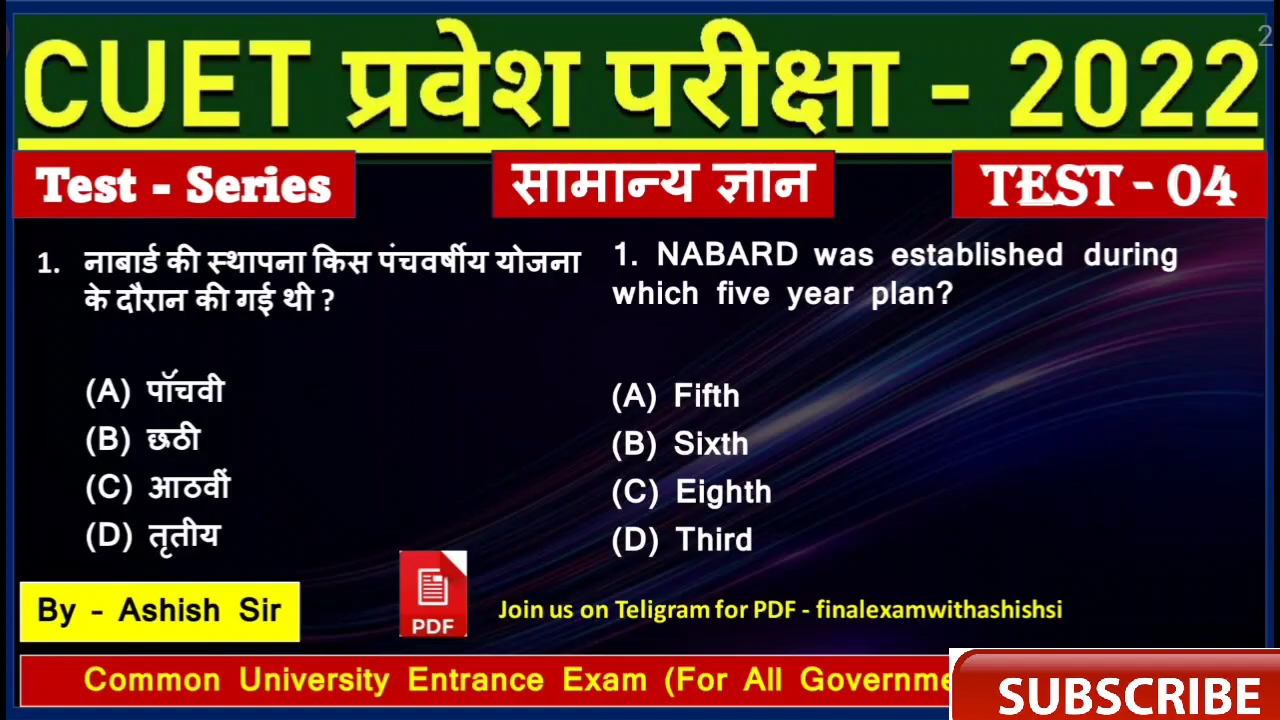 CUET प्रवेश परीक्षा - 2022
2
Test - Series
सामान्य ज्ञान
TEST - 04
1. नाबार्ड की स्थापना किस पंचवर्षीय योजना
के दौरान की गई थी ?
(A) पॉचवी
(B) छठी
(C) आठवीं
(D) तृतीय
1. NABARD was established during
which five year plan?
(A) Fifth
(B) Sixth
(C) Eighth
(D) Third
By - Ashish Sir
PDF
Join us on Teligram for PDF - finalexamwithashishsi
Common University Entrance Exam (For All Governme
SUBSCRIBE